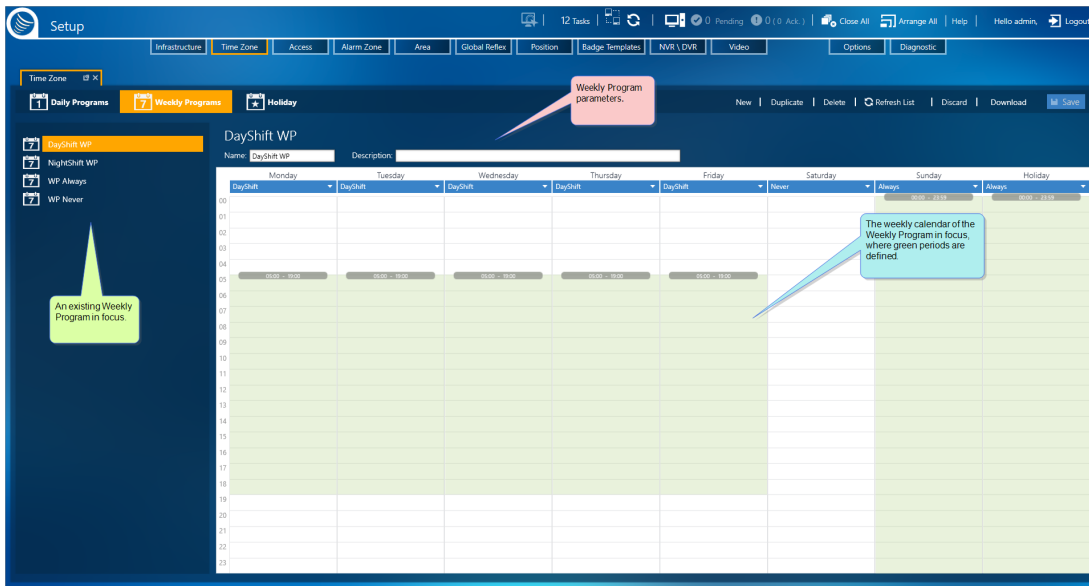 Setup
12 Tasks
0 Pending
0 ( 0 Ack. )
Close All
Arrange All
Help
Hello admin,
Logout
Infrastructure
Time Zone
Access
Alarm Zone
Area
Global Reflex
Position
Badge Templates
NVR \ DVR
Video
Options
Diagnostic
Time Zone
1 Daily Programs
7 Weekly Programs
Holiday
New
Duplicate
Delete
Refresh List
Discard
Download
Save
Weekly Program
parameters.
7 DayShift WP
7 NightShift WP
7 WP Always
7 WP Never
An existing Weekly
Program in focus.
DayShift WP
Name: DayShift WP
Description:
Monday Tuesday Wednesday Thursday Friday Saturday Sunday Holiday
DayShift DayShift DayShift DayShift DayShift Never Always Always
00 00:00 - 23:59 00:00 - 23:59
01
02
03
04
05 05:00 - 19:00 05:00 - 19:00 05:00 - 19:00 05:00 - 19:00 05:00 - 19:00
06
07
08
09
10
11
12
13
14
15
16
17
18
19
20
21
22
23
The weekly calendar of the
Weekly Program in focus,
where green periods are
defined.